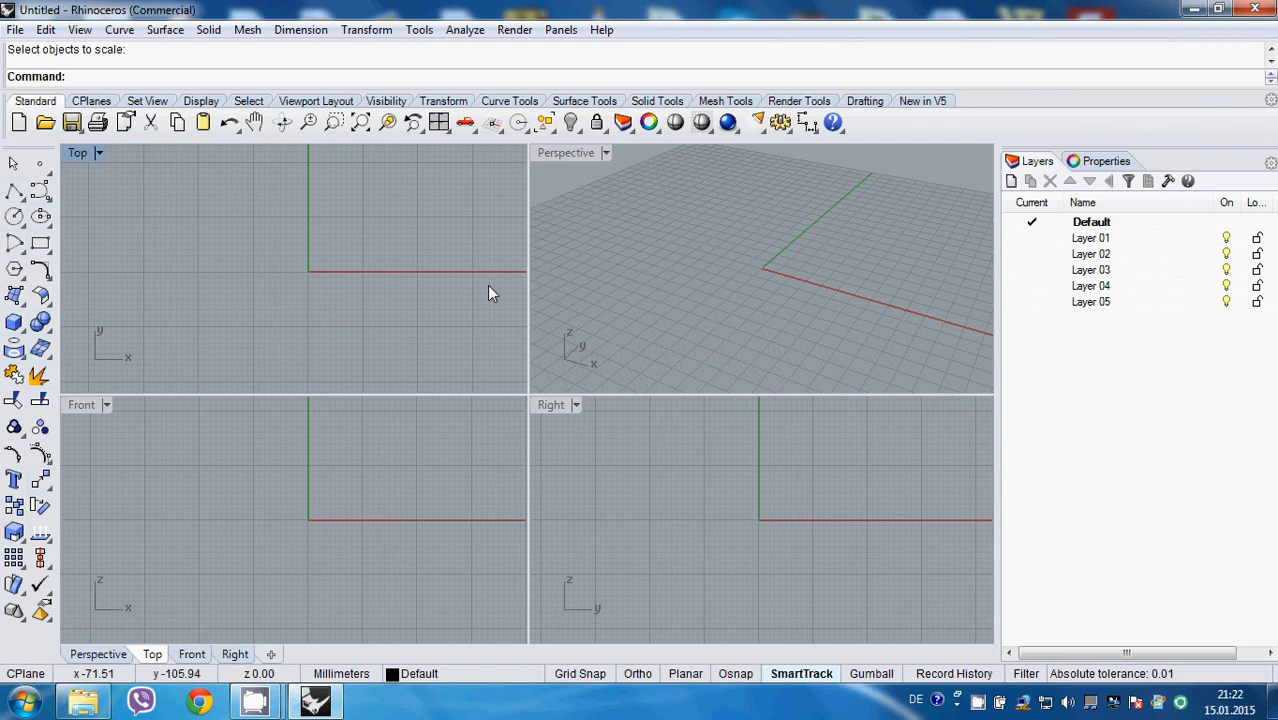 Untitled - Rhinoceros (Commercial)
File Edit View Curve Surface Solid Mesh Dimension Transform Tools Analyze Render Panels Help
Select objects to scale:
Command:
Standard CPlanes Set View Display Select Viewport Layout Visibility Transform Curve Tools Surface Tools Solid Tools Mesh Tools Render Tools Drafting New in V5
Top
Perspective
Layers Properties
Current Name On Lo...
Default
Layer 01
Layer 02
Layer 03
Layer 04
Layer 05
y
x
z
y
x
Front
Right
z
x
z
y
Perspective Top Front Right
CPlane x -71.51 y -105.94 z 0.00 Millimeters Default Grid Snap Ortho Planar Osnap SmartTrack Gumball Record History Filter Absolute tolerance: 0.01
DE
21:22
15.01.2015